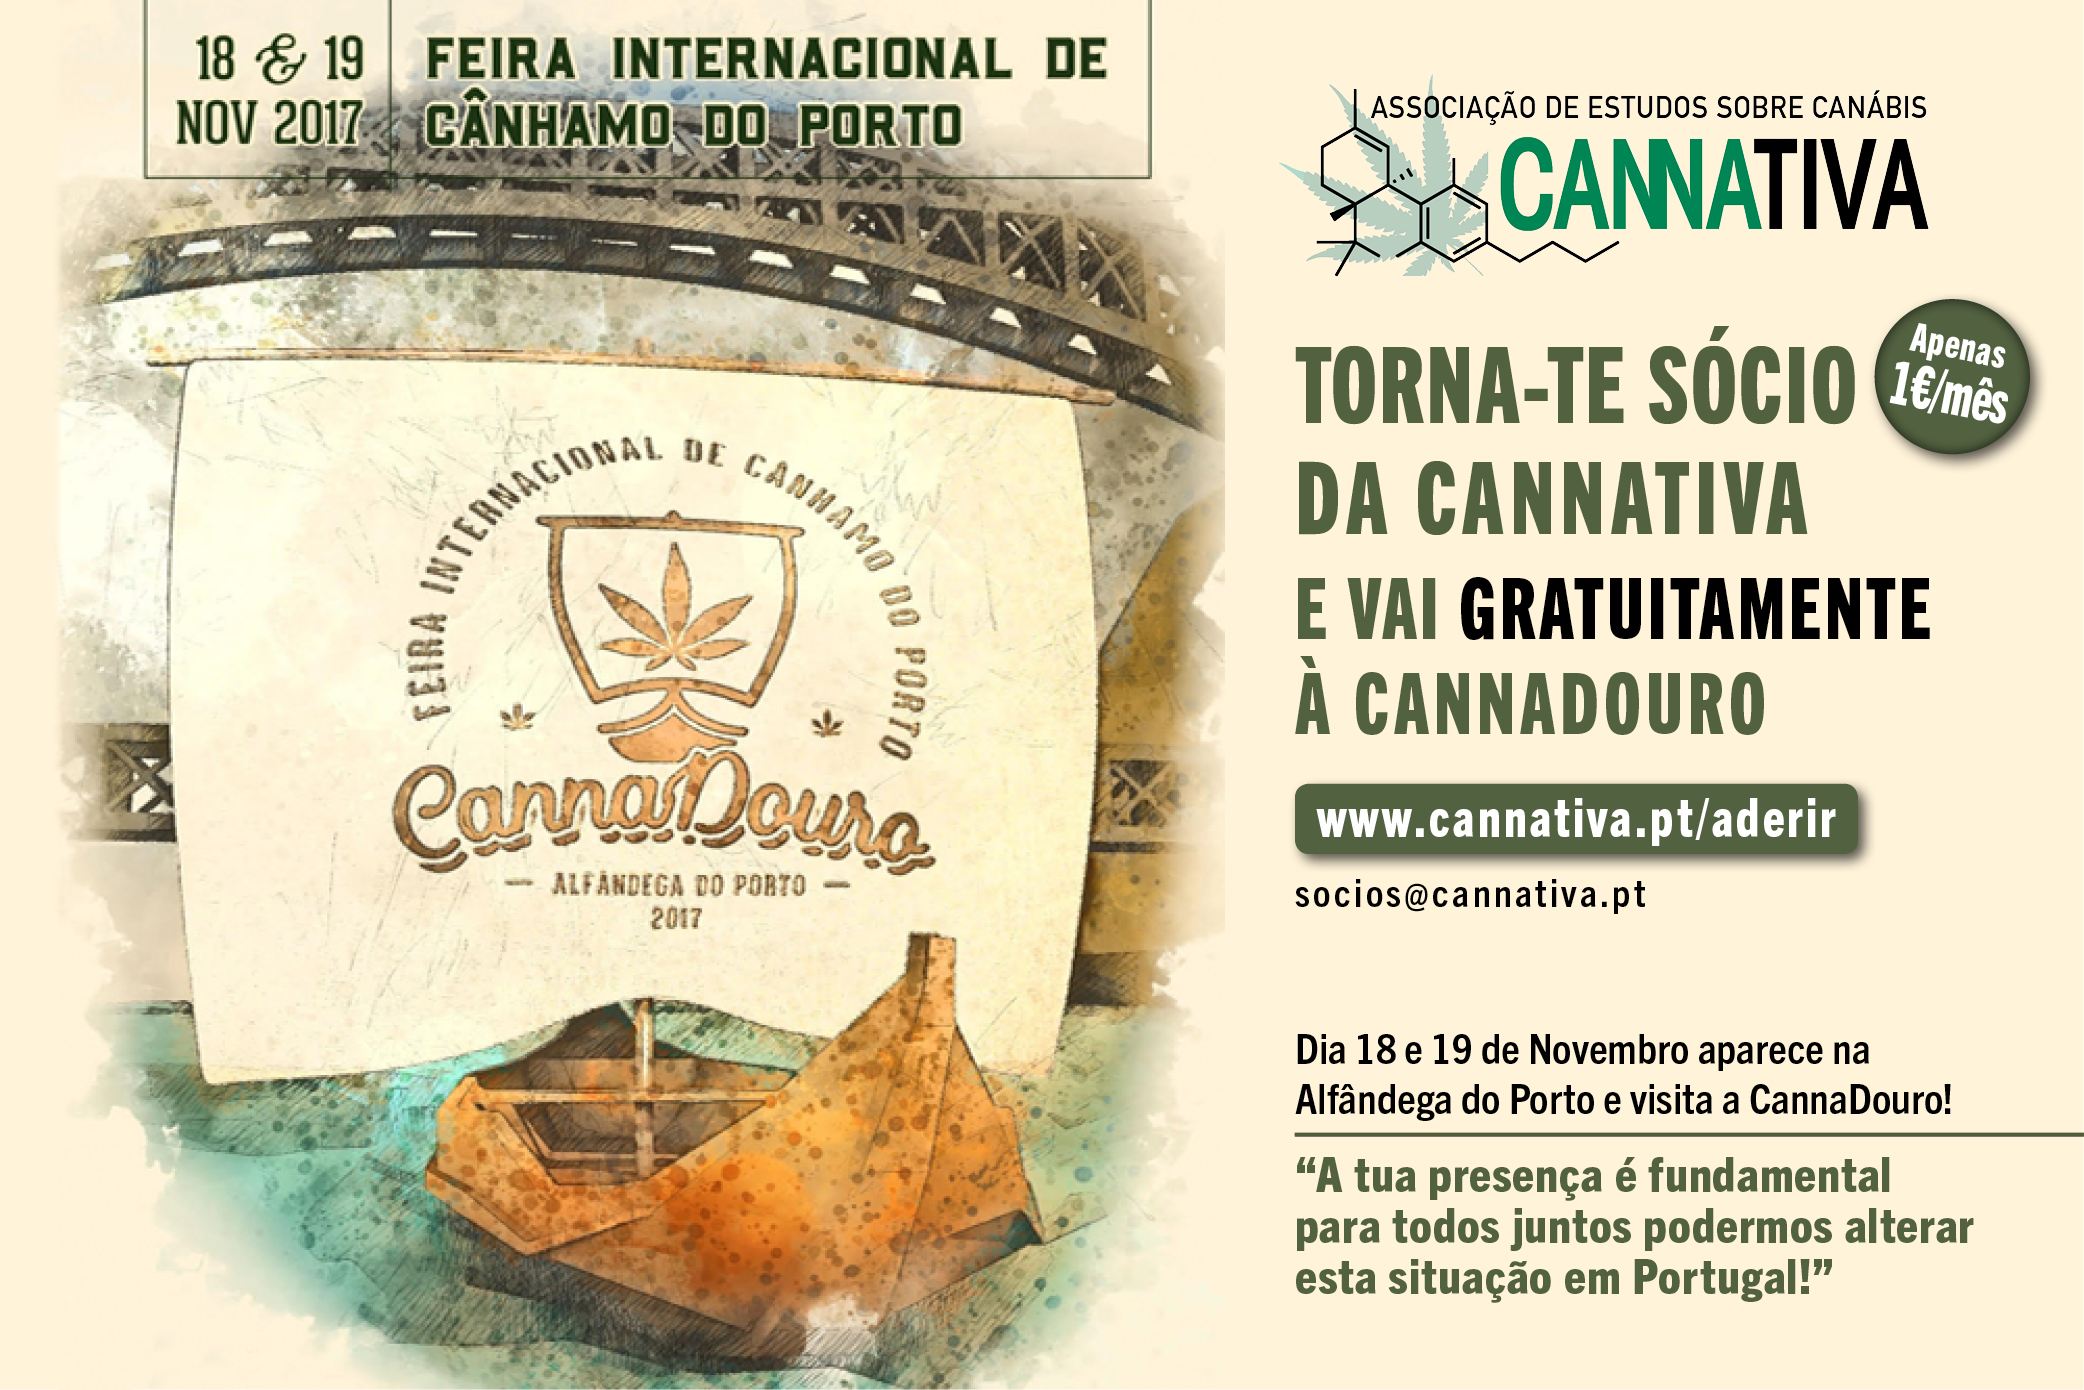 18 & 19
NOV 2017
FEIRA INTERNACIONAL DE
CÂNHAMO DO PORTO
FEIRA INTERNACIONAL DE CÂNHAMO DO PORTO
CannaDouro
— ALFÂNDEGA DO PORTO —
2017
ASSOCIAÇÃO DE ESTUDOS SOBRE CANÁBIS
CANNATIVA
TORNA-TE SÓCIO
Apenas
1€/mês
DA CANNATIVA
E VAI GRATUITAMENTE
À CANNADOURO
www.cannativa.pt/aderir
socios@cannativa.pt
Dia 18 e 19 de Novembro aparece na
Alfândega do Porto e visita a CannaDouro!
“A tua presença é fundamental
para todos juntos podermos alterar
esta situação em Portugal!”